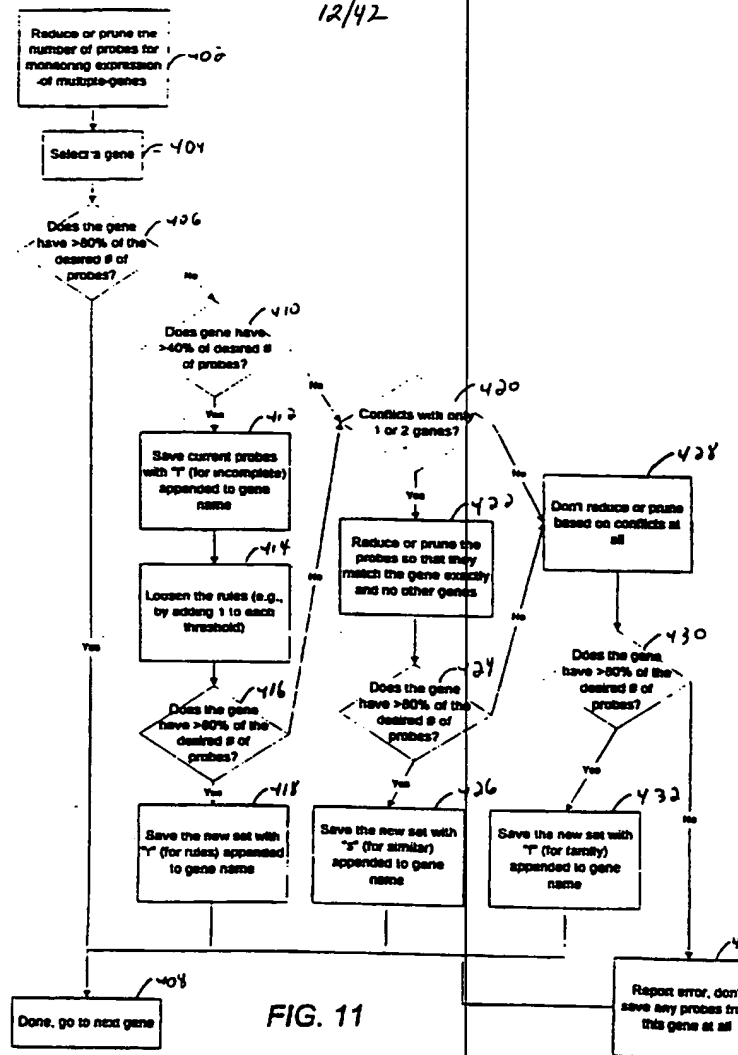 12/42
Reduce or prune the
number of probes for
monitoring expression
of multiple-genes
Select a gene
404
406
Does the gene
have >80% of the
desired # of
probes?
No
410
Does gene have
>40% of desired #
of probes?
No
Yes
420
Conflicts with only
1 or 2 genes?
No
Yes
412
Save current probes
with "i" (for incomplete)
appended to gene
name
422
Reduce or prune the
probes so that they
match the gene exactly
and no other genes
428
Don't reduce or prune
based on conflicts at
all
414
Loosen the rules (e.g.,
by adding 1 to each
threshold)
No
No
Yes
416
Does the gene
have >80% of the
desired # of
probes?
Yes
424
Does the gene
have >80% of the
desired # of
probes?
Yes
430
Does the gene
have >80% of the
desired # of
probes?
Yes
No
418
Save the new set with
"r" (for rules) appended
to gene name
426
Save the new set with
"s" (for similar)
appended to gene
name
432
Save the new set with
"f" (for family)
appended to gene
name
408
Done, go to next gene
FIG. 11
Report error, don't
save any probes
this gene at all